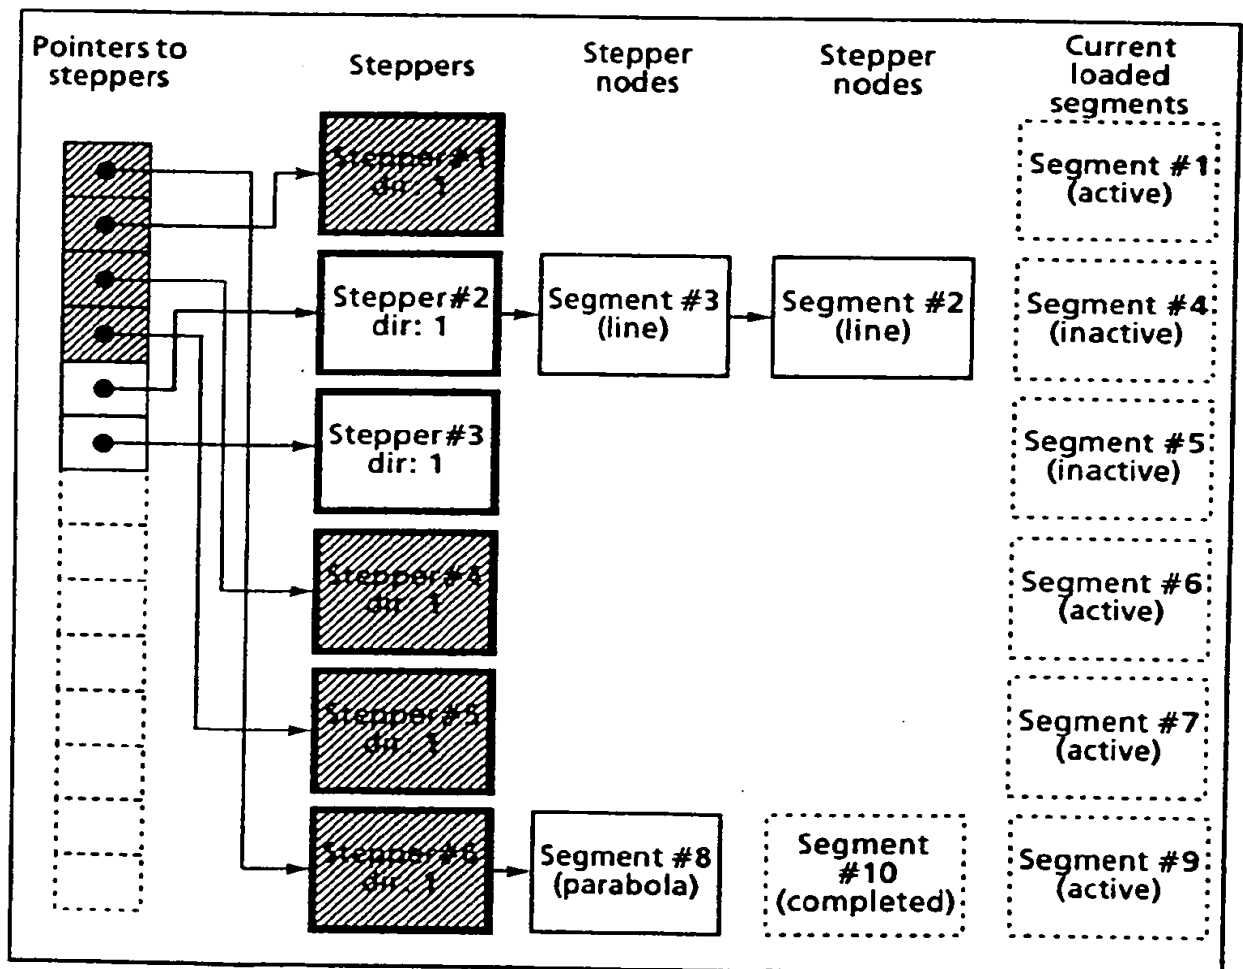 Pointers to
steppers
Steppers
Stepper
nodes
Stepper
nodes
Current
loaded
segments
Stepper#1
dir: 1
Segment #1
(active)
Stepper#2
dir: 1
Segment #3
(line)
Segment #2
(line)
Segment #4
(inactive)
Stepper#3
dir: 1
Segment #5
(inactive)
Stepper#4
dir: 1
Segment #6
(active)
Stepper#5
dir: 1
Segment #7
(active)
Stepper#6
dir: 1
Segment #8
(parabola)
Segment
#10
(completed)
Segment #9
(active)